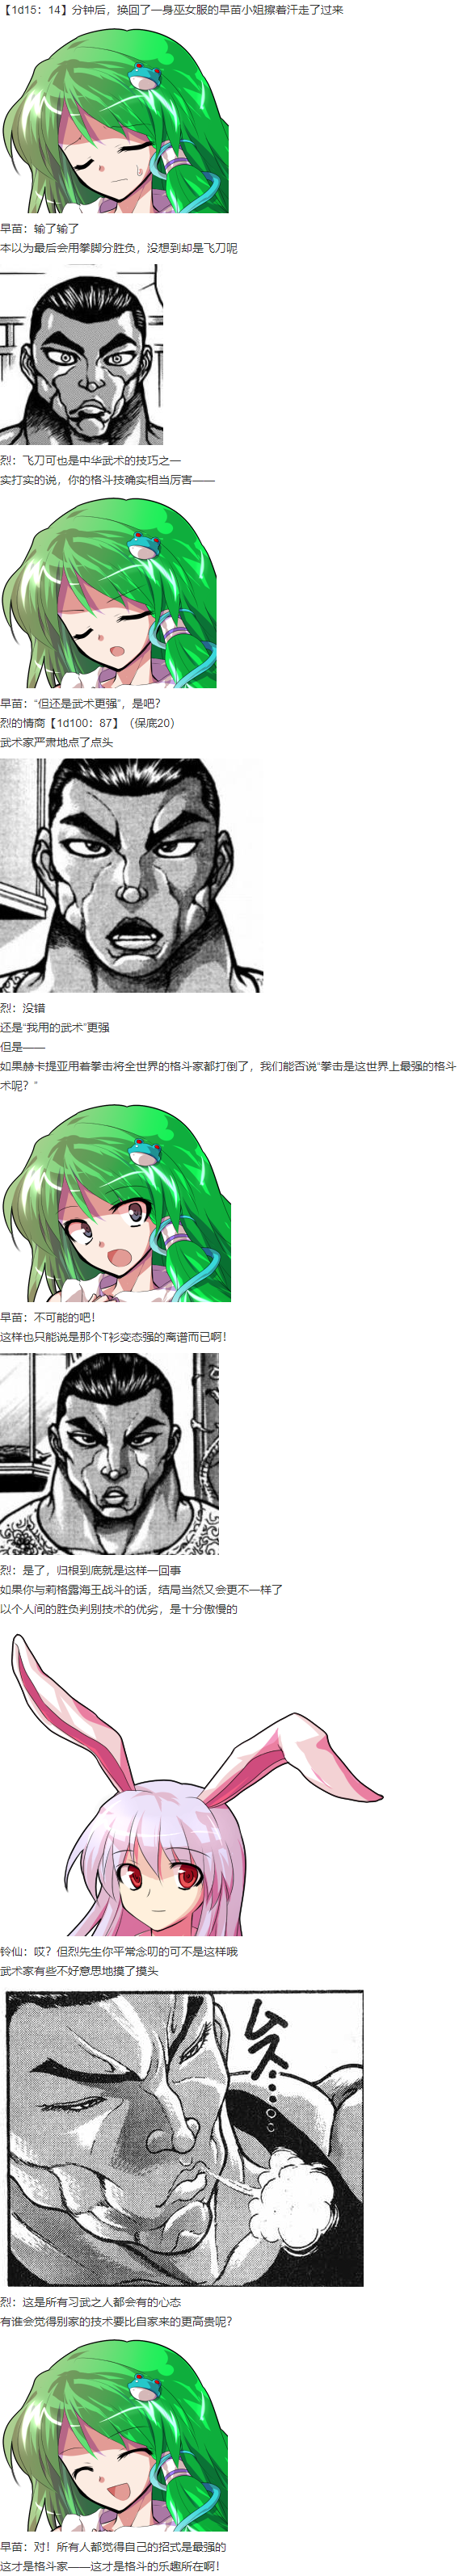 【1d15：14】分钟后，换回了一身巫女服的早苗小姐擦着汗走了过来
早苗：输了输了
本以为最后会用拳脚分胜负，没想到却是飞刀呢
烈：飞刀可也是中华武术的技巧之一
实打实的说，你的格斗技确实相当厉害——
早苗：“但还是武术更强”，是吧？
烈的情商【1d100：87】（保底20）
武术家严肃地点了点头
烈：没错
还是“我用的武术”更强
但是——
如果赫卡提亚用着拳击将全世界的格斗家都打倒了，我们能否说“拳击是这世界上最强的格斗
术呢？”
早苗：不可能的吧！
这样也只能说是那个T衫变态强的离谱而已啊！
烈：是了，归根到底就是这样一回事
如果你与莉格露海王战斗的话，结局当然又会更不一样了
以个人间的胜负判别技术的优劣，是十分傲慢的
铃仙：哎？但烈先生你平常念叨的可不是这样哦
武术家有些不好意思地摸了摸头
ムス…
烈：这是所有习武之人都会有的心态
有谁会觉得别家的技术要比自家来的更高贵呢？
早苗：对！所有人都觉得自己的招式是最强的
这才是格斗家——这才是格斗的乐趣所在啊！